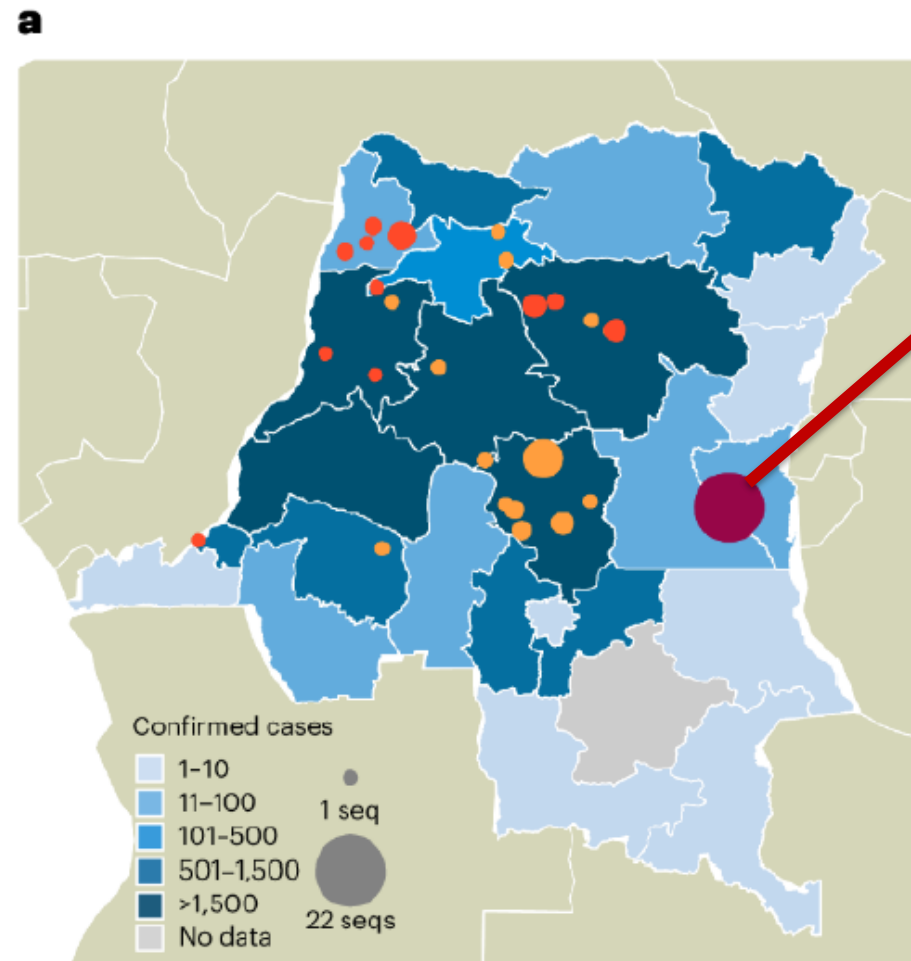 a
Confirmed cases
1–10
11–100
101–500
501–1,500
>1,500
No data
1 seq
22 seqs